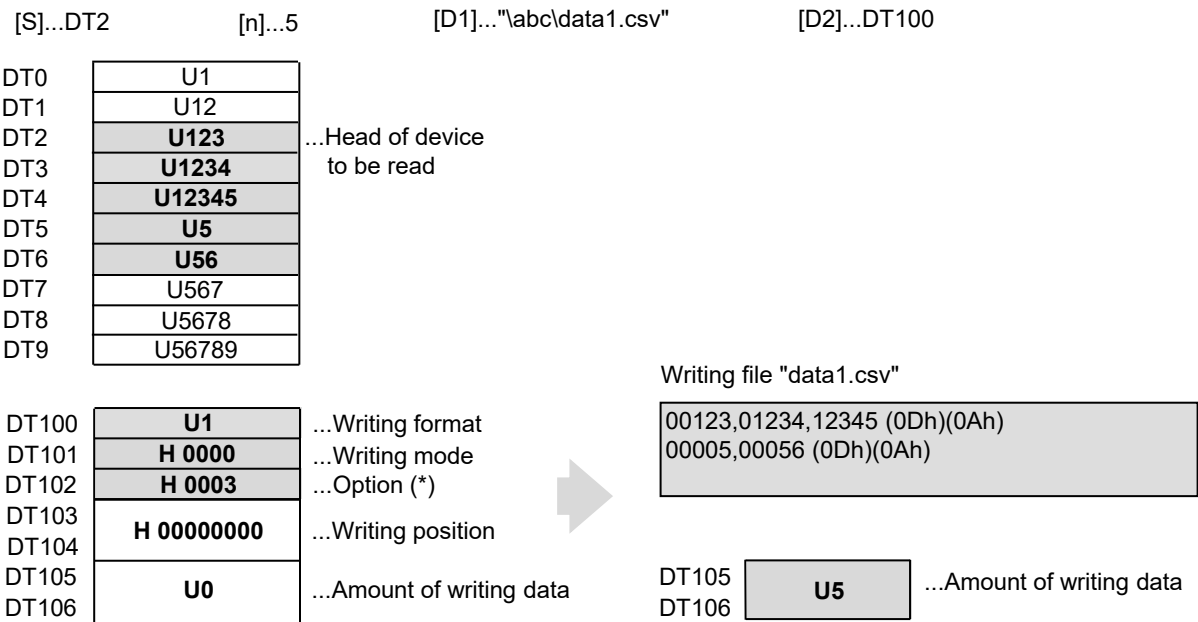 [S]...DT2 [n]...5 [D1]..."\abc\data1.csv" [D2]...DT100
DT0 U1
DT1 U12
DT2 U123 ...Head of device
DT3 U1234 to be read
DT4 U12345
DT5 U5
DT6 U56
DT7 U567
DT8 U5678
DT9 U56789
Writing file "data1.csv"
DT100 U1 ...Writing format
DT101 H 0000 ...Writing mode
DT102 H 0003 ...Option (*)
DT103
H 00000000 ...Writing position
DT104
DT105
U0 ...Amount of writing data
DT106
00123,01234,12345 (0Dh)(0Ah)
00005,00056 (0Dh)(0Ah)
DT105
U5 ...Amount of writing data
DT106